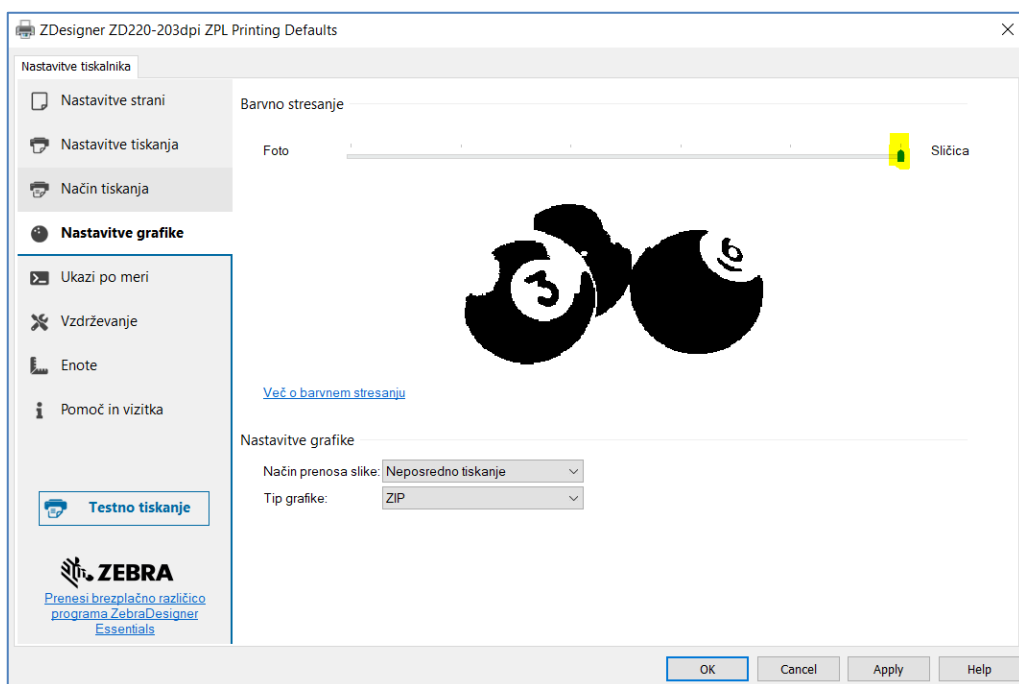 ZDesigner ZD220-203dpi ZPL Printing Defaults
Nastavitve tiskalnika
Nastavitve strani
Nastavitve tiskanja
Način tiskanja
Nastavitve grafike
Ukazi po meri
Vzdrževanje
Enote
Pomoč in vizitka
Testno tiskanje
ZEBRA
Prenesi brezplačno različico
programa ZebraDesigner
Essentials
Barvno stresanje
Foto
Sličica
3
6
Več o barvnem stresanju
Nastavitve grafike
Način prenosa slike: Neposredno tiskanje
Tip grafike: ZIP
OK
Cancel
Apply
Help